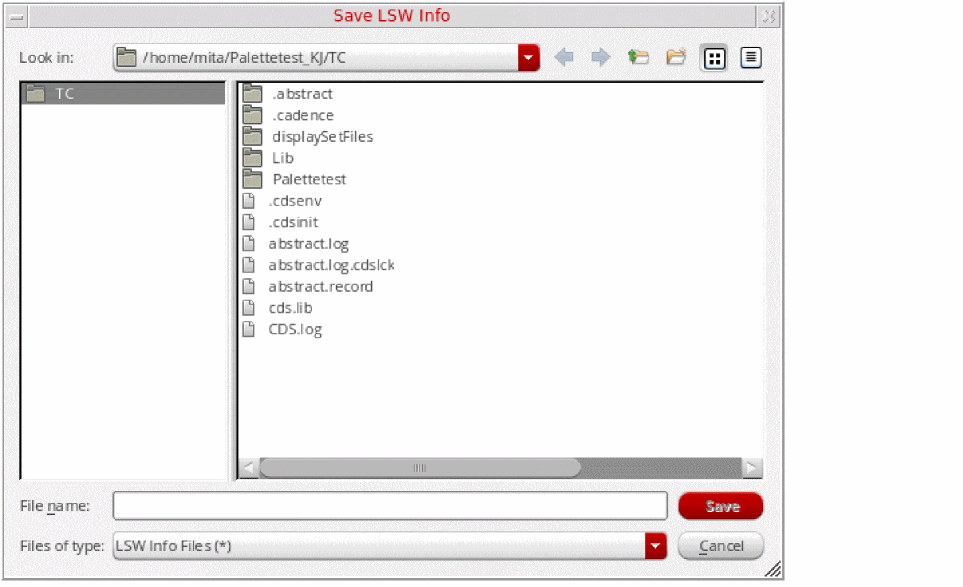 Save LSW Info
Look in: /home/mita/Palettetest_KJ/TC
TC
.abstract
.cadence
displaySetFiles
Lib
Palettetest
.cdsenv
.cdsinit
abstract.log
abstract.log.cdslck
abstract.record
cds.lib
CDS.log
File name: Save
Files of type: LSW Info Files (*) Cancel